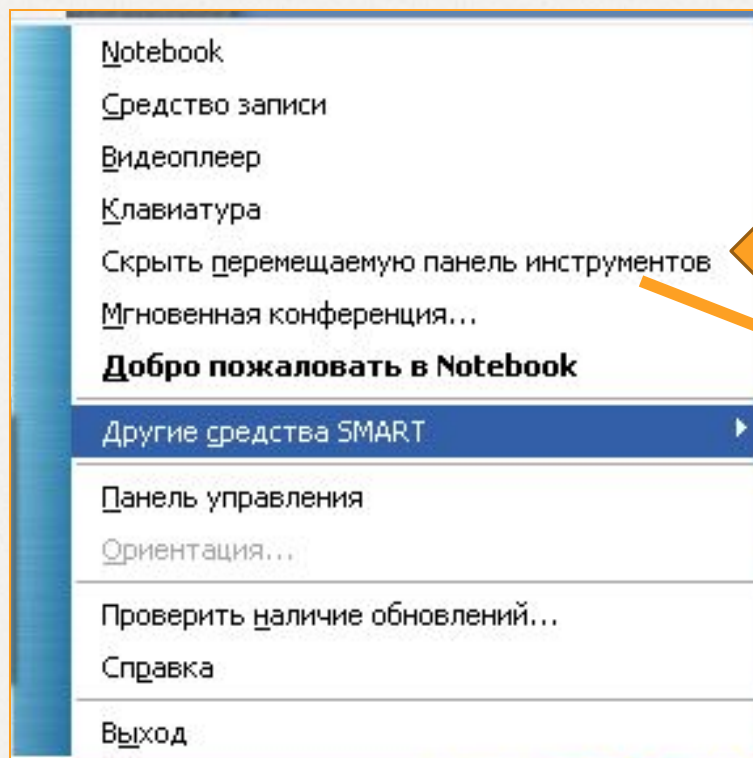 Notebook
Средство записи
Видеоплеер
Клавиатура
Скрыть перемещаемую панель инструментов
Мгновенная конференция...
Добро пожаловать в Notebook
Другие средства SMART
Панель управления
Ориентация...
Проверить наличие обновлений...
Справка
Выход